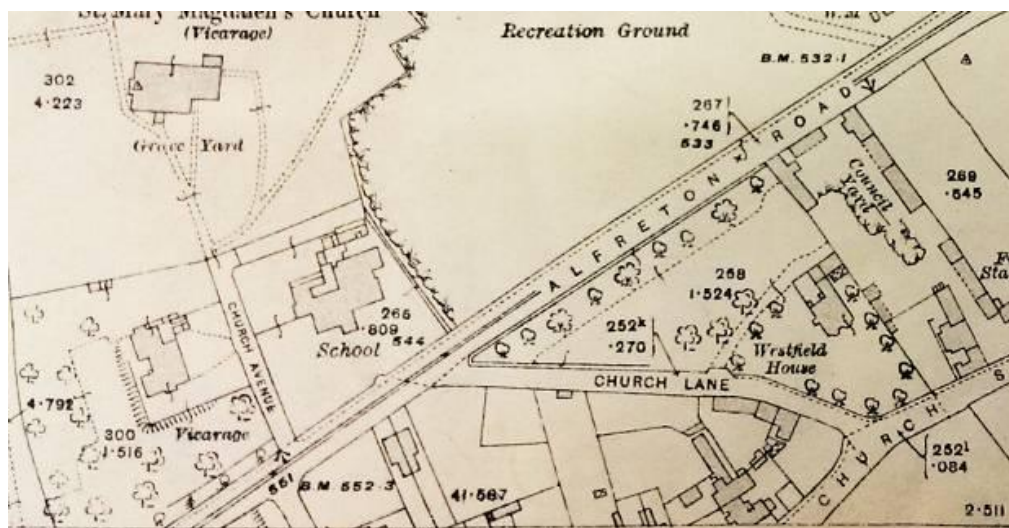 St. Mary Magdalen's Church
(Vicarage)
Recreation Ground
W.M
B.M. 532·1
302
4·223
Grave Yard
267
·746
533
ALFRETON ROAD
Council
Yard
269
·645
268
1·524
CHURCH AVENUE
265
·809
School
544
252k
·270
Westfield
House
CHURCH LANE
4·792
300
1·516
Vicarage
551
B.M. 552·3
41·587
CHURCH S
252l
·084
2·511